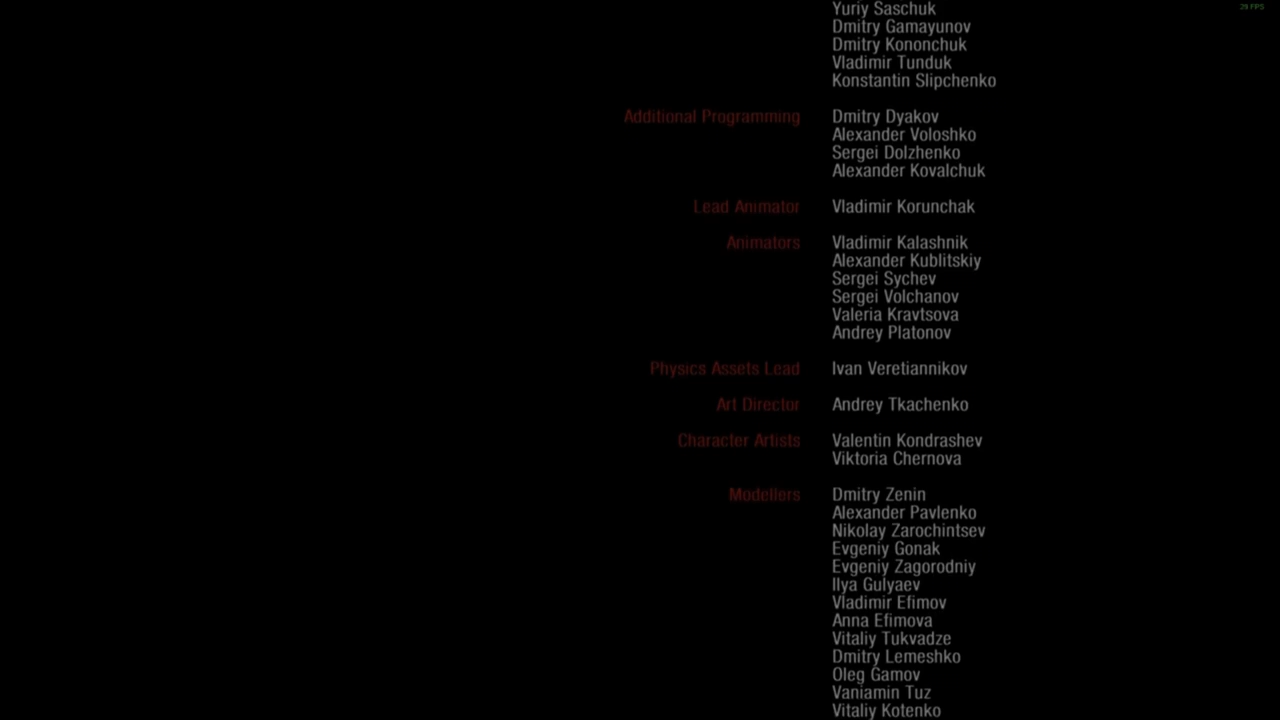 29 FPS
Yuriy Saschuk
Dmitry Gamayunov
Dmitry Kononchuk
Vladimir Tunduk
Konstantin Slipchenko
Additional Programming Dmitry Dyakov
Alexander Voloshko
Sergei Dolzhenko
Alexander Kovalchuk
Lead Animator Vladimir Korunchak
Animators Vladimir Kalashnik
Alexander Kublitskiy
Sergei Sychev
Sergei Volchanov
Valeria Kravtsova
Andrey Platonov
Physics Assets Lead Ivan Veretiannikov
Art Director Andrey Tkachenko
Character Artists Valentin Kondrashev
Viktoria Chernova
Modellers Dmitry Zenin
Alexander Pavlenko
Nikolay Zarochintsev
Evgeniy Gonak
Evgeniy Zagorodniy
Ilya Gulyaev
Vladimir Efimov
Anna Efimova
Vitaliy Tukvadze
Dmitry Lemeshko
Oleg Gamov
Vaniamin Tuz
Vitaliy Kotenko